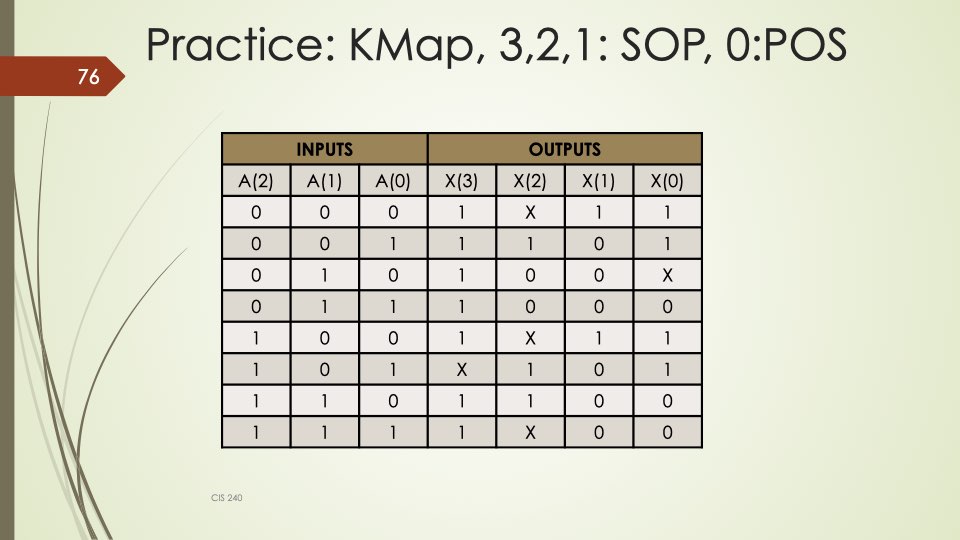 Practice: KMap, 3,2,1: SOP, 0:POS
76
INPUTS OUTPUTS
A(2) A(1) A(0) X(3) X(2) X(1) X(0)
0 0 0 1 X 1 1
0 0 1 1 1 0 1
0 1 0 1 0 0 X
0 1 1 1 0 0 0
1 0 0 1 X 1 1
1 0 1 X 1 0 1
1 1 0 1 1 0 0
1 1 1 1 X 0 0
CIS 240